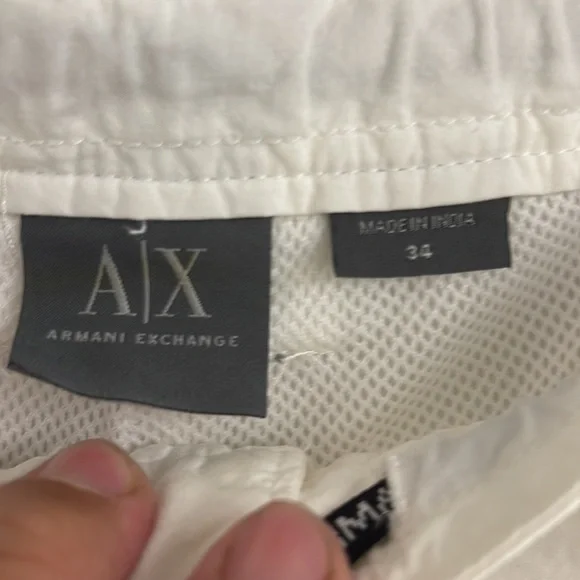 A|X
ARMANI EXCHANGE
MADE IN INDIA
34